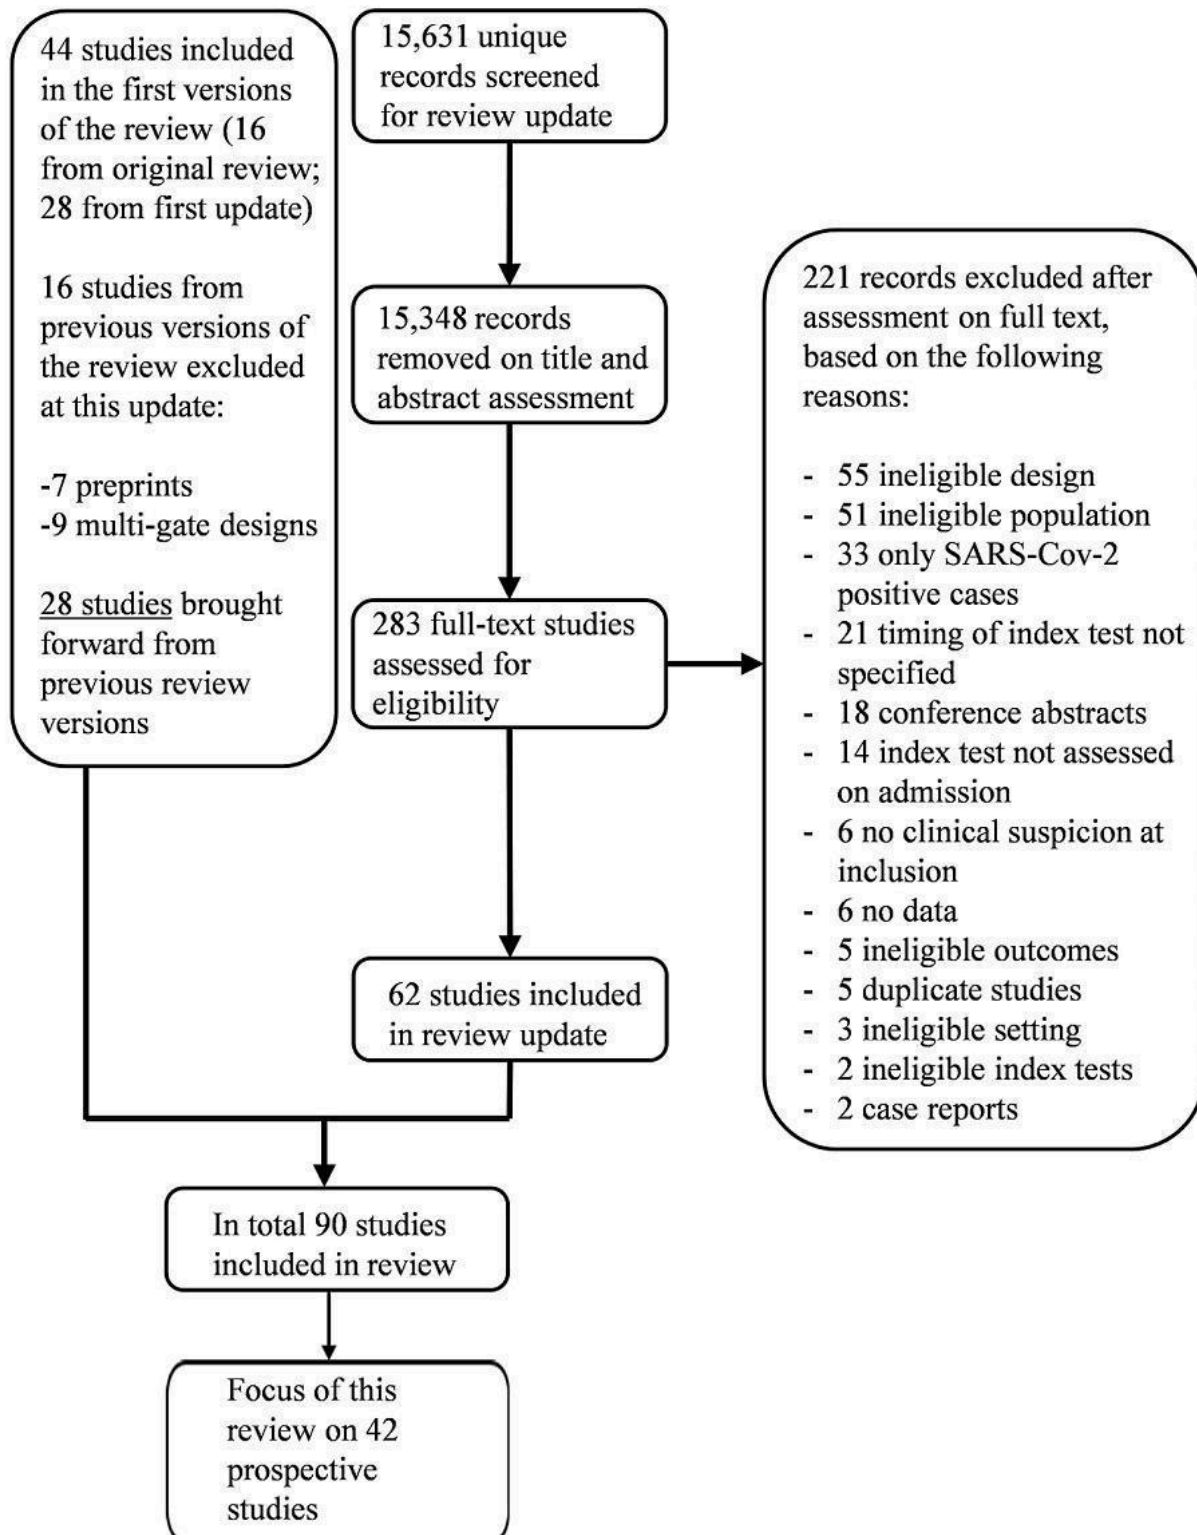 44 studies included
in the first versions
of the review (16
from original review;
28 from first update)
16 studies from
previous versions of
the review excluded
at this update:
-7 preprints
-9 multi-gate designs
28 studies brought
forward from
previous review
versions
15,631 unique
records screened
for review update
15,348 records
removed on title and
abstract assessment
283 full-text studies
assessed for
eligibility
221 records excluded after
assessment on full text,
based on the following
reasons:
- 55 ineligible design
- 51 ineligible population
- 33 only SARS-Cov-2
positive cases
- 21 timing of index test not
specified
- 18 conference abstracts
- 14 index test not assessed
on admission
- 6 no clinical suspicion at
inclusion
- 6 no data
- 5 ineligible outcomes
- 5 duplicate studies
- 3 ineligible setting
- 2 ineligible index tests
- 2 case reports
62 studies included
in review update
In total 90 studies
included in review
Focus of this
review on 42
prospective
studies